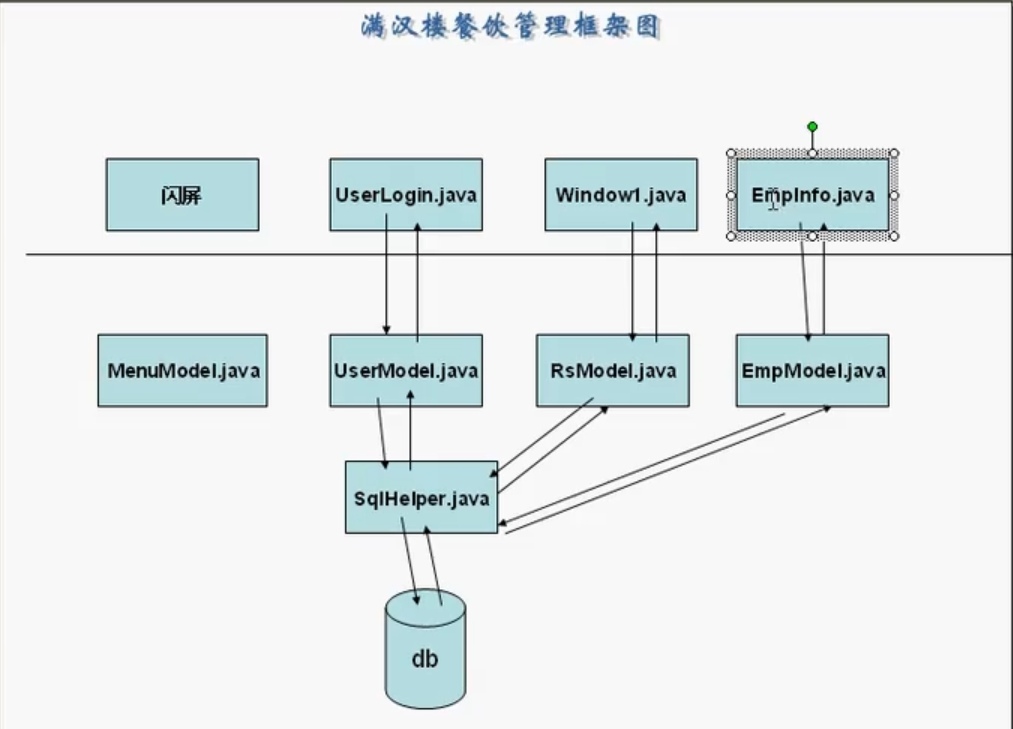 满汉楼餐饮管理框架图
闪屏
UserLogin.java
Window1.java
EmpInfo.java
MenuModel.java
UserModel.java
RsModel.java
EmpModel.java
SqlHelper.java
db